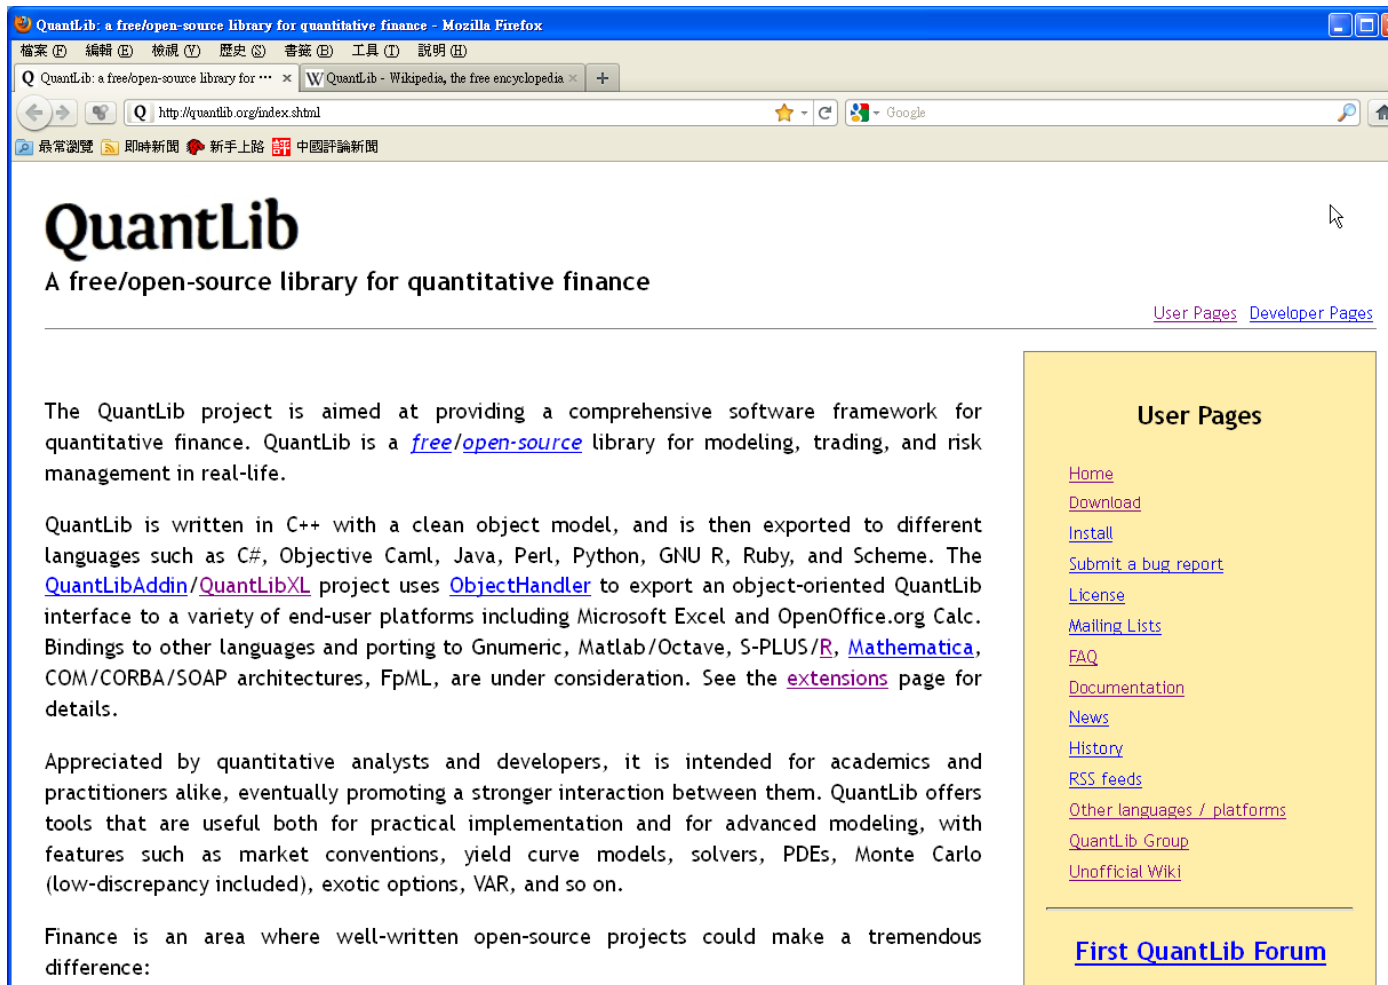 QuantLib: a free/open-source library for quantitative finance - Mozilla Firefox
檔案(F) 編輯(E) 檢視(V) 歷史(S) 書籤(B) 工具(T) 說明(H)
Q QuantLib: a free/open-source library for ··· × W QuantLib - Wikipedia, the free encyclopedia × +
Q http://quantlib.org/index.shtml Google
最常瀏覽 即時新聞 新手上路 評 中國評論新聞
QuantLib
A free/open-source library for quantitative finance
User Pages Developer Pages
The QuantLib project is aimed at providing a comprehensive software framework for
quantitative finance. QuantLib is a free/open-source library for modeling, trading, and risk
management in real-life.
QuantLib is written in C++ with a clean object model, and is then exported to different
languages such as C#, Objective Caml, Java, Perl, Python, GNU R, Ruby, and Scheme. The
QuantLibAddin/QuantLibXL project uses ObjectHandler to export an object-oriented QuantLib
interface to a variety of end-user platforms including Microsoft Excel and OpenOffice.org Calc.
Bindings to other languages and porting to Gnumeric, Matlab/Octave, S-PLUS/R, Mathematica,
COM/CORBA/SOAP architectures, FpML, are under consideration. See the extensions page for
details.
Appreciated by quantitative analysts and developers, it is intended for academics and
practitioners alike, eventually promoting a stronger interaction between them. QuantLib offers
tools that are useful both for practical implementation and for advanced modeling, with
features such as market conventions, yield curve models, solvers, PDEs, Monte Carlo
(low-discrepancy included), exotic options, VAR, and so on.
Finance is an area where well-written open-source projects could make a tremendous
difference:
User Pages
Home
Download
Install
Submit a bug report
License
Mailing Lists
FAQ
Documentation
News
History
RSS feeds
Other languages / platforms
QuantLib Group
Unofficial Wiki
First QuantLib Forum